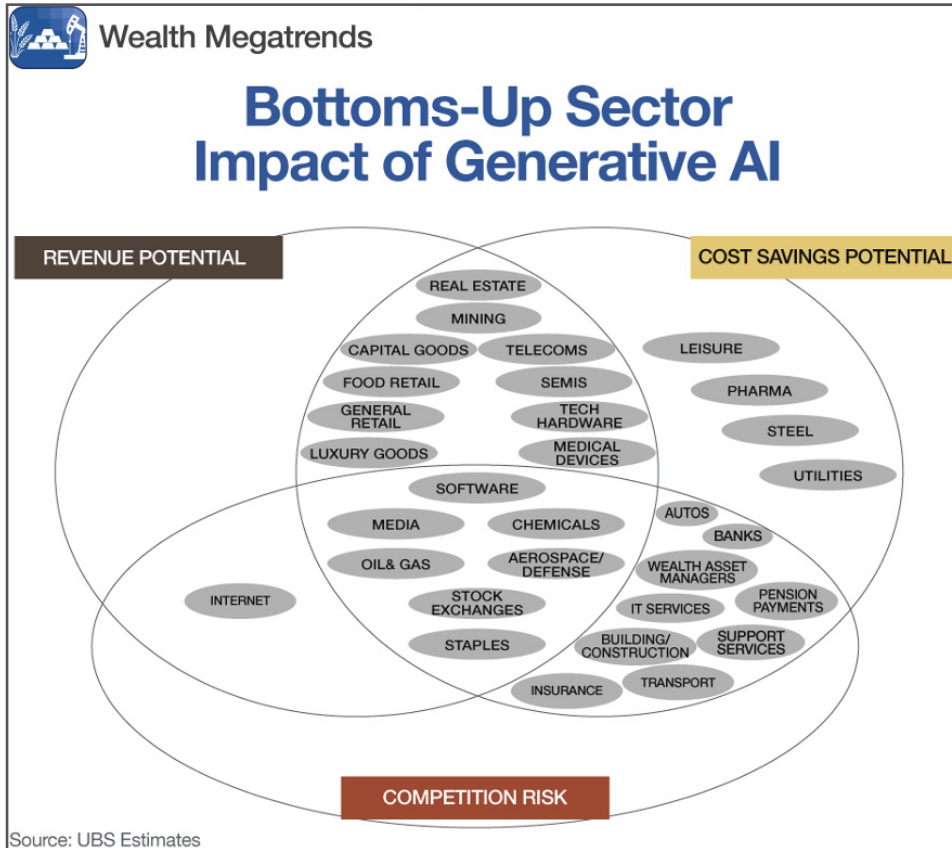 Wealth Megatrends
Bottoms-Up Sector
Impact of Generative AI
REVENUE POTENTIAL
COST SAVINGS POTENTIAL
REAL ESTATE
MINING
CAPITAL GOODS
TELECOMS
LEISURE
FOOD RETAIL
SEMIS
PHARMA
GENERAL
RETAIL
TECH
HARDWARE
STEEL
LUXURY GOODS
MEDICAL
DEVICES
UTILITIES
SOFTWARE
AUTOS
MEDIA
CHEMICALS
BANKS
OIL& GAS
AEROSPACE/
DEFENSE
WEALTH ASSET
MANAGERS
INTERNET
STOCK
EXCHANGES
IT SERVICES
PENSION
PAYMENTS
STAPLES
BUILDING/
CONSTRUCTION
SUPPORT
SERVICES
INSURANCE
TRANSPORT
COMPETITION RISK
Source: UBS Estimates